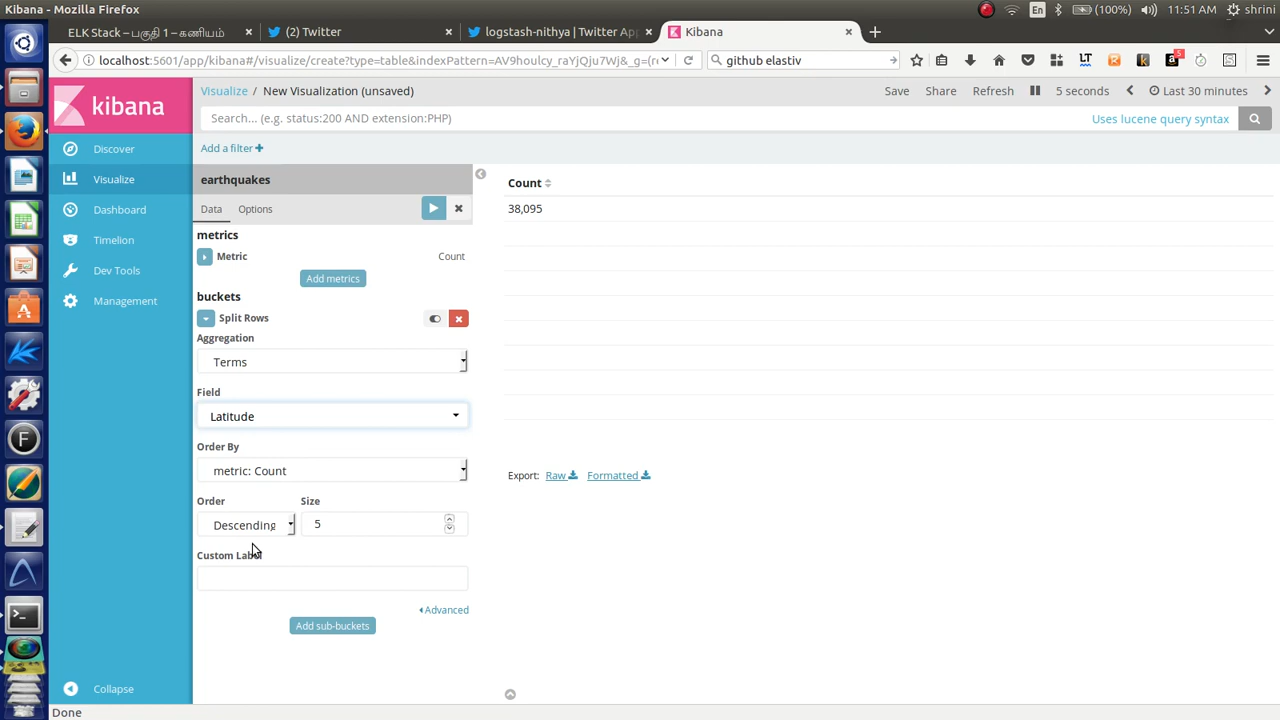 Kibana - Mozilla Firefox
En
(100%)
11:51 AM
shrini
ELK Stack – பகுதி 1 – கணியம்
(2) Twitter
logstash-nithya | Twitter App
Kibana
localhost:5601/app/kibana#/visualize/create?type=table&indexPattern=AV9houlcy_raYjQju7Wj&_g=(r
github elastiv
LT
5
kibana
Visualize / New Visualization (unsaved)
Save
Share
Refresh
5 seconds
Last 30 minutes
Search... (e.g. status:200 AND extension:PHP)
Uses lucene query syntax
Add a filter
Discover
Visualize
Dashboard
Timelion
Dev Tools
Management
Collapse
earthquakes
Data
Options
metrics
Metric
Count
Add metrics
buckets
Split Rows
Aggregation
Terms
Field
Latitude
Order By
metric: Count
Order
Size
Descending
5
Custom Label
Advanced
Add sub-buckets
Count
38,095
Export: Raw Formatted
Done